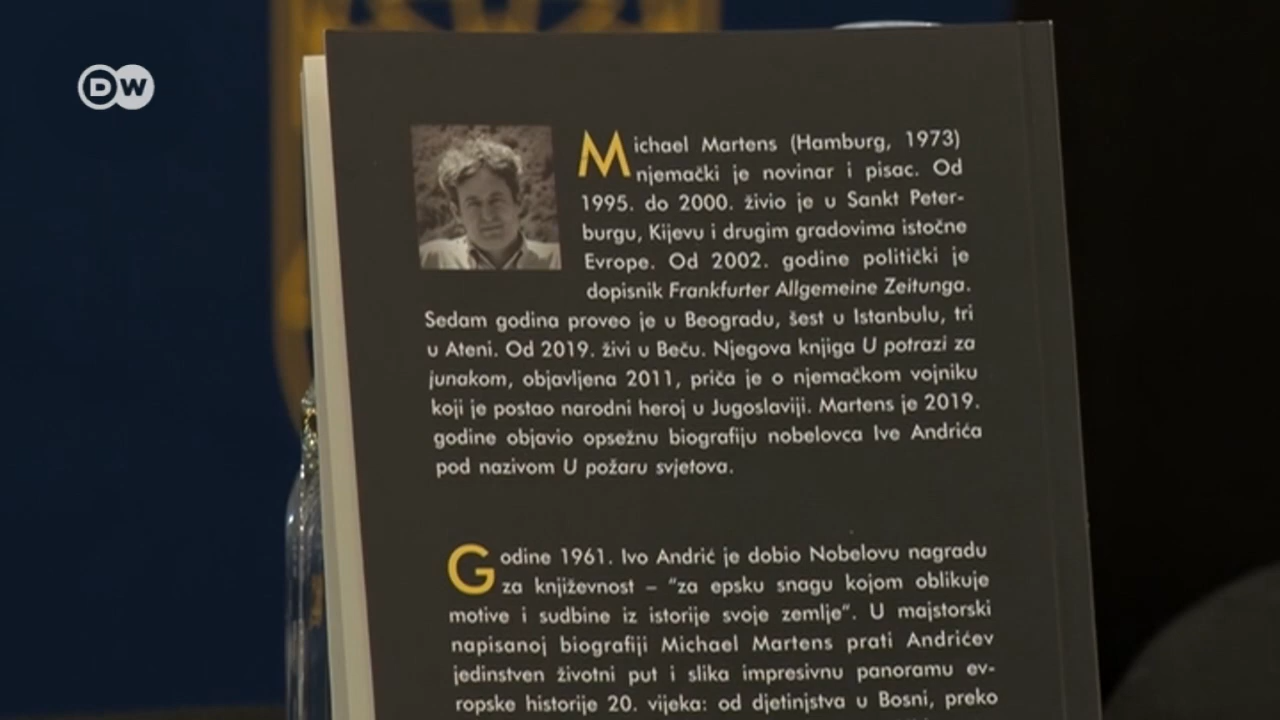 DW
Michael Martens (Hamburg, 1973)
njemački je novinar i pisac. Od
1995. do 2000. živio je u Sankt Peter-
burgu, Kijevu i drugim gradovima istočne
Evrope. Od 2002. godine politički je
dopisnik Frankfurter Allgemeine Zeitunga.
Sedam godina proveo je u Beogradu, šest u Istanbulu, tri
u Ateni. Od 2019. živi u Beču. Njegova knjiga U potrazi za
junakom, objavljena 2011, priča je o njemačkom vojniku
koji je postao narodni heroj u Jugoslaviji. Martens je 2019.
godine objavio opsežnu biografiju nobelovca Ive Andrića
pod nazivom U požaru svjetova.
Godine 1961. Ivo Andrić je dobio Nobelovu nagradu
za književnost – "za epsku snagu kojom oblikuje
motive i sudbine iz istorije svoje zemlje". U majstorski
napisanoj biografiji Michael Martens prati Andrićev
jedinstven životni put i slika impresivnu panoramu ev-
ropske historije 20. vijeka: od djetinjstva u Bosni, preko